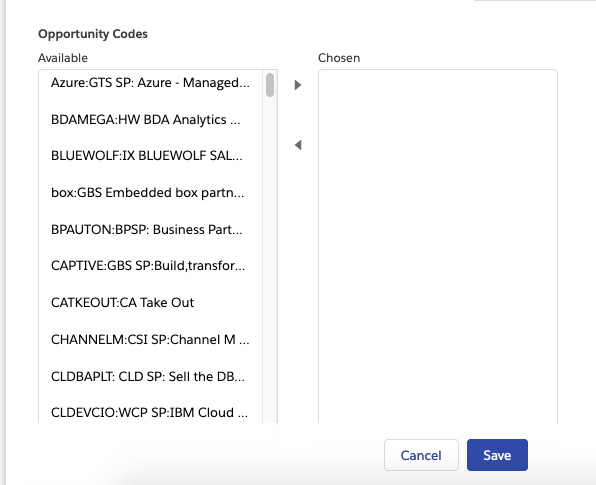 Opportunity Codes
Available
Chosen
Azure:GTS SP: Azure - Managed...
BDAMEGA:HW BDA Analytics ...
BLUEWOLF:IX BLUEWOLF SAL...
box:GBS Embedded box partn...
BPAUTON:BPSP: Business Part...
CAPTIVE:GBS SP:Build,transfor...
CATKEOUT:CA Take Out
CHANNELM:CSI SP:Channel M ...
CLDBAPLT: CLD SP: Sell the DB...
CLDEVCIO:WCP SP:IBM Cloud ...
Cancel
Save